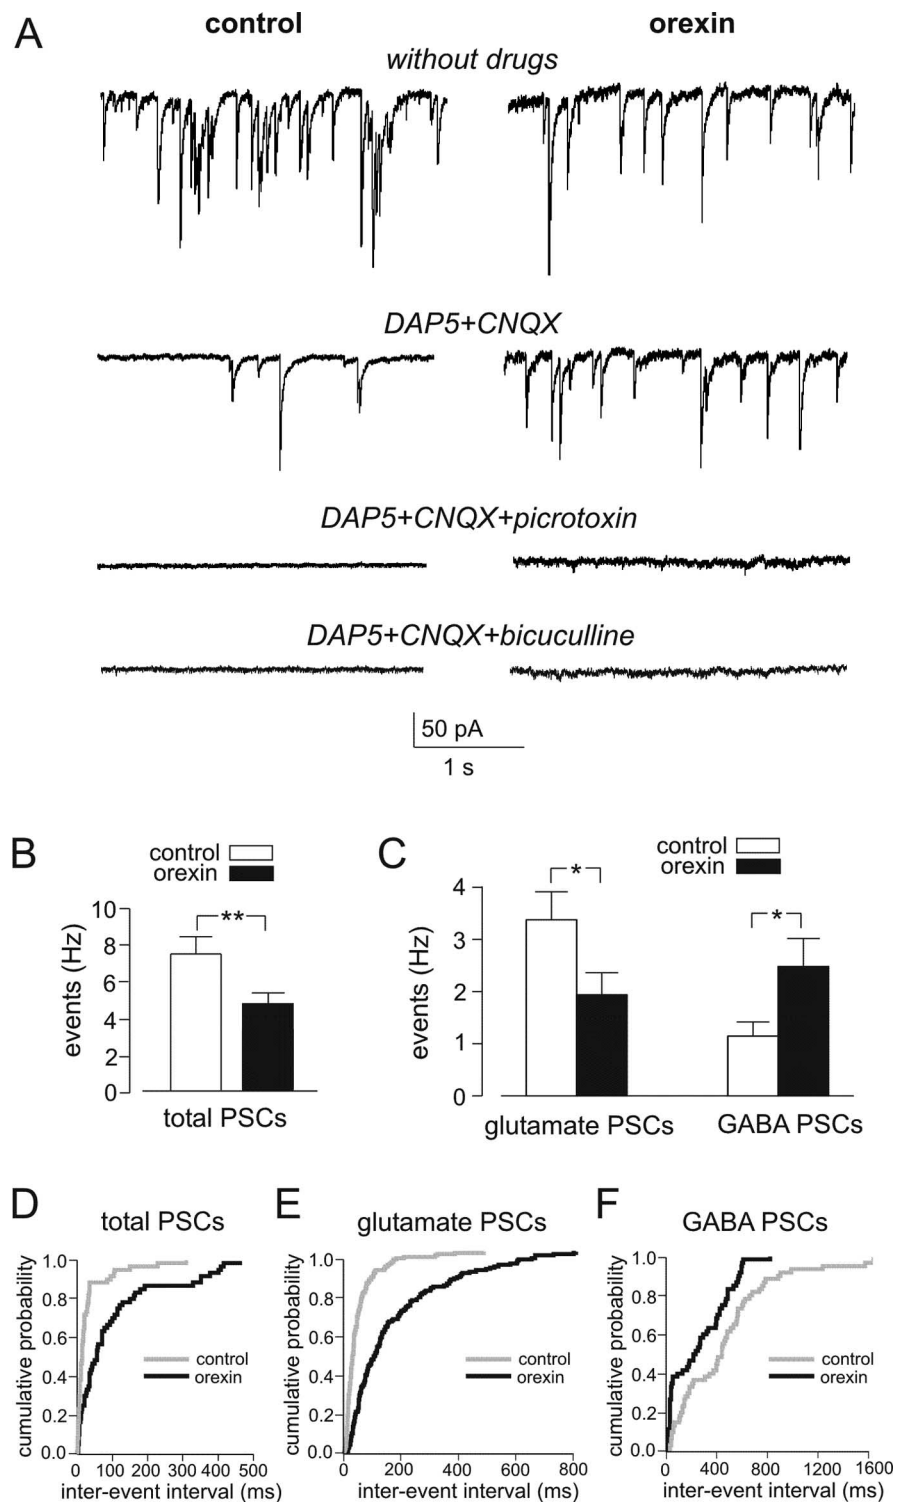 A
control
orexin
without drugs
DAP5+CNQX
DAP5+CNQX+picrotoxin
DAP5+CNQX+bicuculline
50 pA
1 s
B
control
orexin
events (Hz)
10
8
6
4
2
0
**
total PSCs
C
control
orexin
events (Hz)
4
3
2
1
0
*
*
glutamate PSCs
GABA PSCs
D
total PSCs
cumulative probability
1.0
0.8
0.6
0.4
0.2
0.0
control
orexin
0 100 200 300 400 500
inter-event interval (ms)
E
glutamate PSCs
cumulative probability
1.0
0.8
0.6
0.4
0.2
0.0
control
orexin
0 200 400 600 800
inter-event interval (ms)
F
GABA PSCs
cumulative probability
1.0
0.8
0.6
0.4
0.2
0.0
control
orexin
0 400 800 1200 1600
inter-event interval (ms)